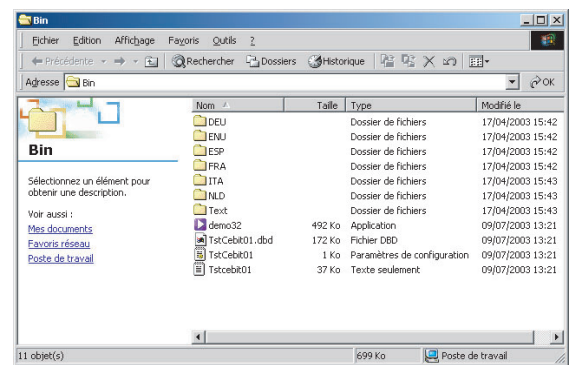 Bin
Fichier Edition Affichage Favoris Outils ?
Précédente Rechercher Dossiers Historique
Adresse Bin OK
Nom Taille Type Modifié le
DEU Dossier de fichiers 17/04/2003 15:42
ENU Dossier de fichiers 17/04/2003 15:42
ESP Dossier de fichiers 17/04/2003 15:42
FRA Dossier de fichiers 17/04/2003 15:42
ITA Dossier de fichiers 17/04/2003 15:43
NLD Dossier de fichiers 17/04/2003 15:43
Text Dossier de fichiers 17/04/2003 15:43
demo32 492 Ko Application 09/07/2003 13:21
TstCebit01.dbd 172 Ko Fichier DBD 09/07/2003 13:21
TstCebit01 1 Ko Paramètres de configuration 09/07/2003 13:21
Tstcebit01 37 Ko Texte seulement 09/07/2003 13:21
Bin
Sélectionnez un élément pour
obtenir une description.
Voir aussi :
Mes documents
Favoris réseau
Poste de travail
11 objet(s) 699 Ko Poste de travail